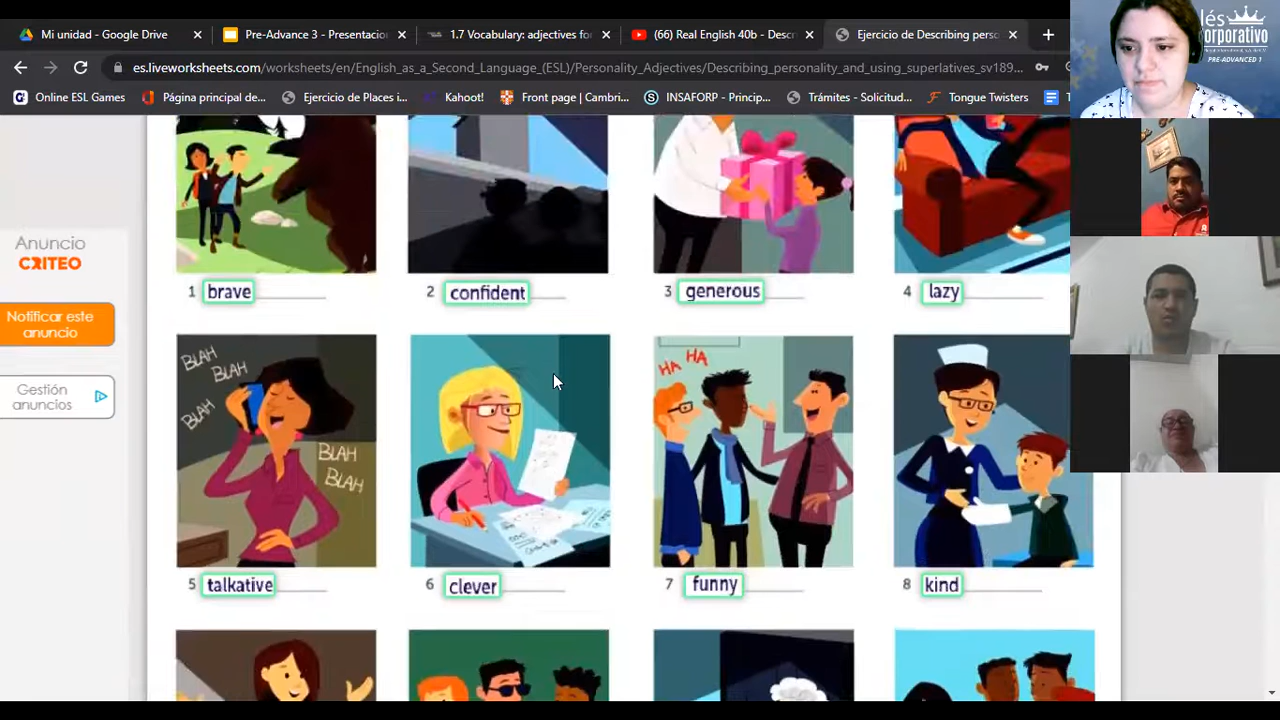 Mi unidad - Google Drive
Pre-Advance 3 - Presentacio
1.7 Vocabulary: adjectives fo
(66) Real English 40b - Desc
Ejercicio de Describing perso
lés
orporativo
PRE-ADVANCED 1
es.liveworksheets.com/worksheets/en/English_as_a_Second_Language_(ESL)/Personality_Adjectives/Describing_personality_and_using_superlatives_sv189...
Online ESL Games
Página principal de...
Ejercicio de Places i...
Kahoot!
Front page | Cambri...
INSAFORP - Princip...
Trámites - Solicitud...
Tongue Twisters
Anuncio
CRITEO
Notificar este
anuncio
Gestión
anuncios
1 brave
2 confident
3 generous
4 lazy
BLAH
BLAH
BLAH
BLAH
BLAH
HA HA
5 talkative
6 clever
7 funny
8 kind